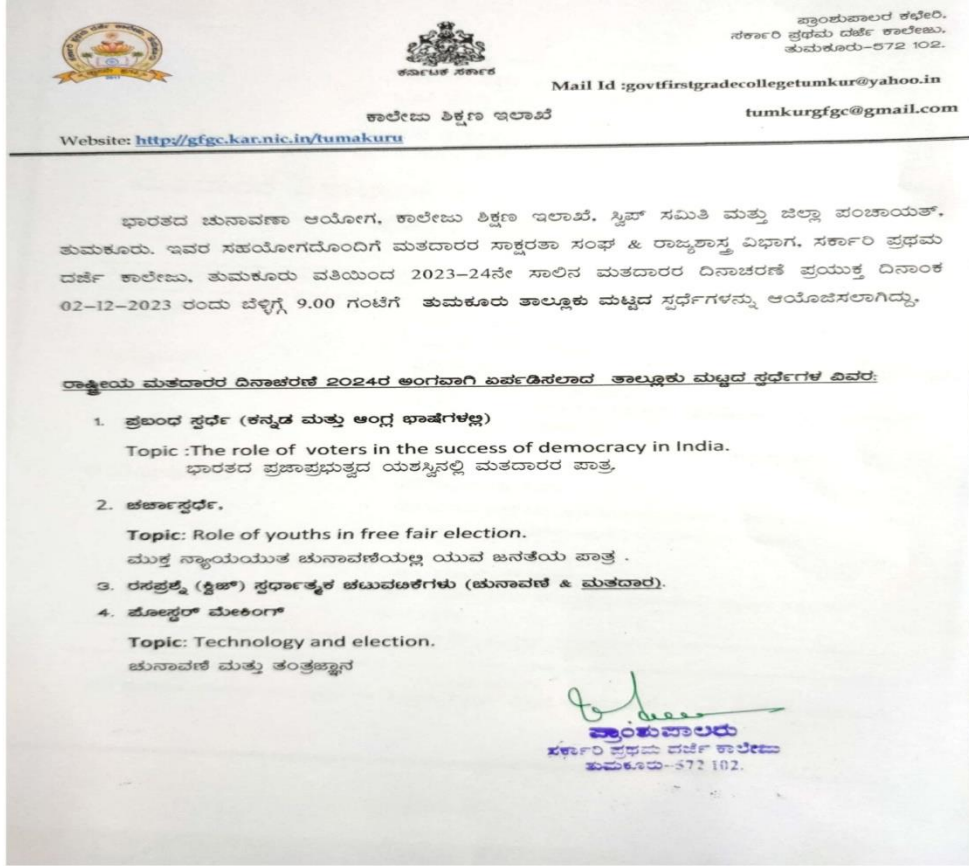 ಪ್ರಾಂಶುಪಾಲರ ಕಛೇರಿ,
ಸರ್ಕಾರಿ ಪ್ರಥಮ ದರ್ಜೆ ಕಾಲೇಜು,
ತುಮಕೂರು-572 102.
ಕರ್ನಾಟಕ ಸರ್ಕಾರ
Mail Id :govtfirstgradecollegetumkur@yahoo.in
ಕಾಲೇಜು ಶಿಕ್ಷಣ ಇಲಾಖೆ
tumkurgfgc@gmail.com
Website: http://gfgc.kar.nic.in/tumakuru
ಭಾರತದ ಚುನಾವಣಾ ಆಯೋಗ, ಕಾಲೇಜು ಶಿಕ್ಷಣ ಇಲಾಖೆ, ಸ್ವಿಪ್ ಸಮಿತಿ ಮತ್ತು ಜಿಲ್ಲಾ ಪಂಚಾಯತ್,
ತುಮಕೂರು. ಇವರ ಸಹಯೋಗದೊಂದಿಗೆ ಮತದಾರರ ಸಾಕ್ಷರತಾ ಸಂಘ & ರಾಜ್ಯಶಾಸ್ತ್ರ ವಿಭಾಗ, ಸರ್ಕಾರಿ ಪ್ರಥಮ
ದರ್ಜೆ ಕಾಲೇಜು, ತುಮಕೂರು ವತಿಯಿಂದ 2023–24ನೇ ಸಾಲಿನ ಮತದಾರರ ದಿನಾಚರಣೆ ಪ್ರಯುಕ್ತ ದಿನಾಂಕ
02–12–2023 ರಂದು ಬೆಳ್ಳಿಗ್ಗೆ 9.00 ಗಂಟೆಗೆ ತುಮಕೂರು ತಾಲ್ಲೂಕು ಮಟ್ಟದ ಸ್ಪರ್ಧೆಗಳನ್ನು ಆಯೋಜಿಸಲಾಗಿದ್ದು,
ರಾಷ್ಟ್ರೀಯ ಮತದಾರರ ದಿನಾಚರಣೆ 2024ರ ಅಂಗವಾಗಿ ಏರ್ಪಡಿಸಲಾದ ತಾಲ್ಲೂಕು ಮಟ್ಟದ ಸ್ಪರ್ಧೆಗಳ ವಿವರ:
1. ಪ್ರಬಂಧ ಸ್ಪರ್ಧೆ (ಕನ್ನಡ ಮತ್ತು ಆಂಗ್ಲ ಭಾಷೆಗಳಲ್ಲಿ)
Topic :The role of voters in the success of democracy in India.
ಭಾರತದ ಪ್ರಜಾಪ್ರಭುತ್ವದ ಯಶಸ್ಸಿನಲ್ಲಿ ಮತದಾರರ ಪಾತ್ರ.
2. ಚರ್ಚಾಸ್ಪರ್ಧೆ,
Topic: Role of youths in free fair election.
ಮುಕ್ತ ನ್ಯಾಯಯುತ ಚುನಾವಣೆಯಲ್ಲಿ ಯುವ ಜನತೆಯ ಪಾತ್ರ .
3. ರಸಪ್ರಶ್ನೆ (ಕ್ವಿಜ್) ಸ್ಪರ್ಧಾತ್ಮಕ ಚಟುವಟಿಕೆಗಳು (ಚುನಾವಣೆ & ಮತದಾರ).
4. ಪೋಸ್ಟರ್ ಮೇಕಿಂಗ್
Topic: Technology and election.
ಚುನಾವಣೆ ಮತ್ತು ತಂತ್ರಜ್ಞಾನ
ಪ್ರಾಂಶುಪಾಲರು
ಸರ್ಕಾರಿ ಪ್ರಥಮ ದರ್ಜೆ ಕಾಲೇಜು
ತುಮಕೂರು-572 102.